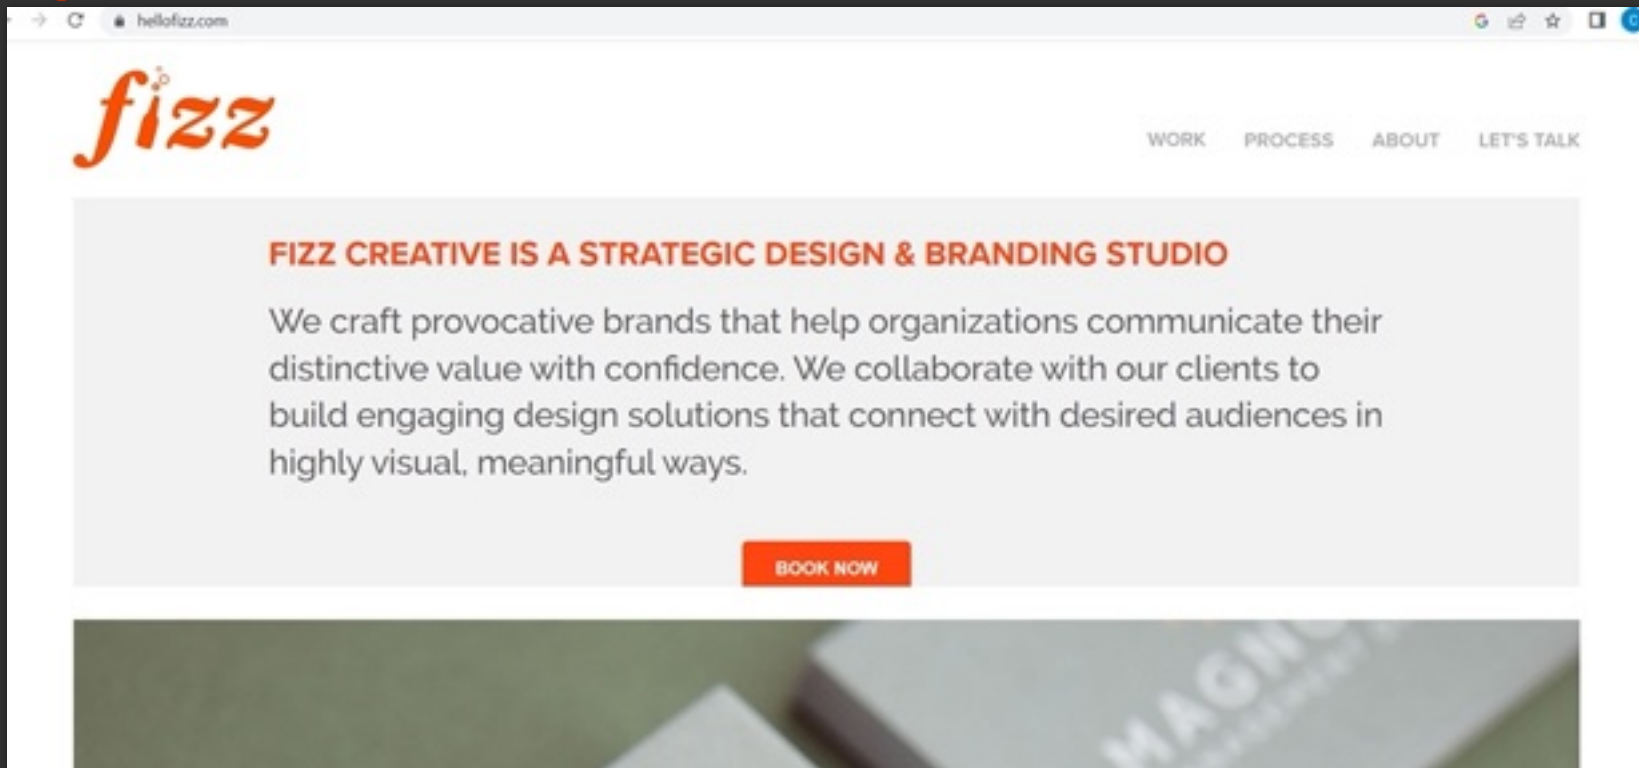 hellofizz.com
fizz
WORK PROCESS ABOUT LET'S TALK
FIZZ CREATIVE IS A STRATEGIC DESIGN & BRANDING STUDIO
We craft provocative brands that help organizations communicate their
distinctive value with confidence. We collaborate with our clients to
build engaging design solutions that connect with desired audiences in
highly visual, meaningful ways.
BOOK NOW